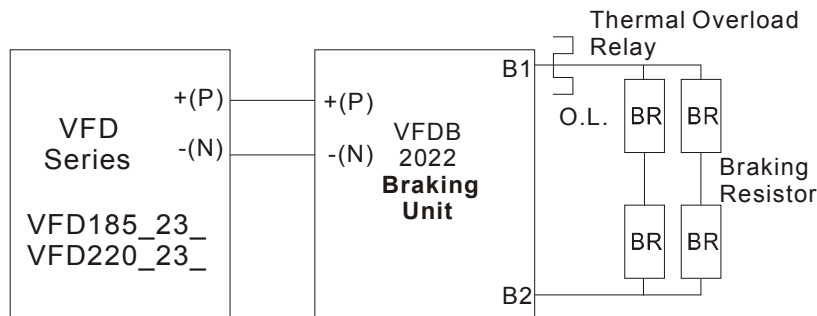 Thermal Overload
Relay
B1
+(P)
+(P)
O.L.
BR
BR
VFD
Series
-(N)
-(N)
VFDB
2022
Braking
Unit
Braking
Resistor
VFD185_23_
VFD220_23_
BR
BR
B2